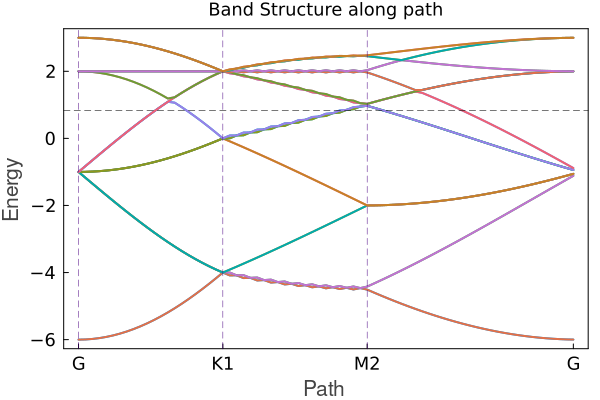 Band Structure along path
Energy
2
0
−2
−4
−6
G K1 M2 G
Path